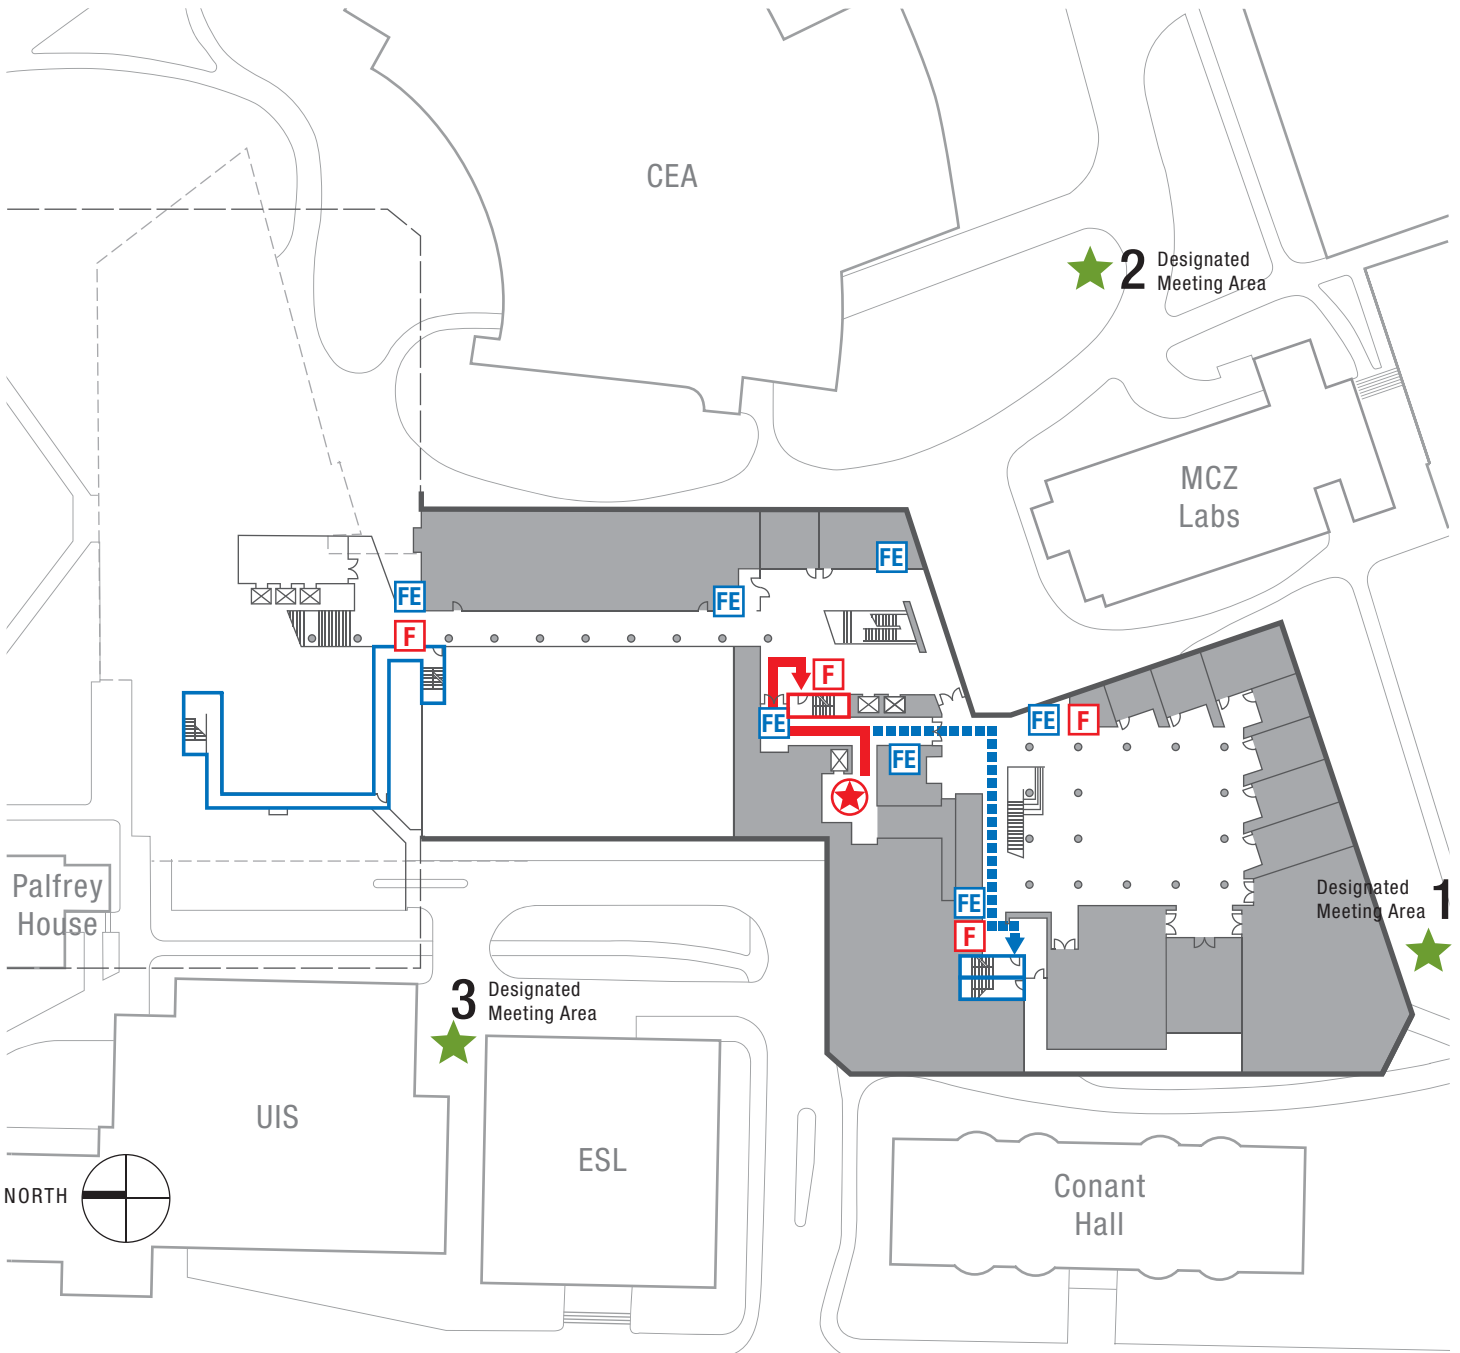 CEA
2 Designated
Meeting Area
MCZ
Labs
FE
FE
FE
F
F
FE
FE
F
FE
Palfrey
House
Designated
Meeting Area 1
FE
F
3 Designated
Meeting Area
UIS
ESL
Conant
Hall
NORTH